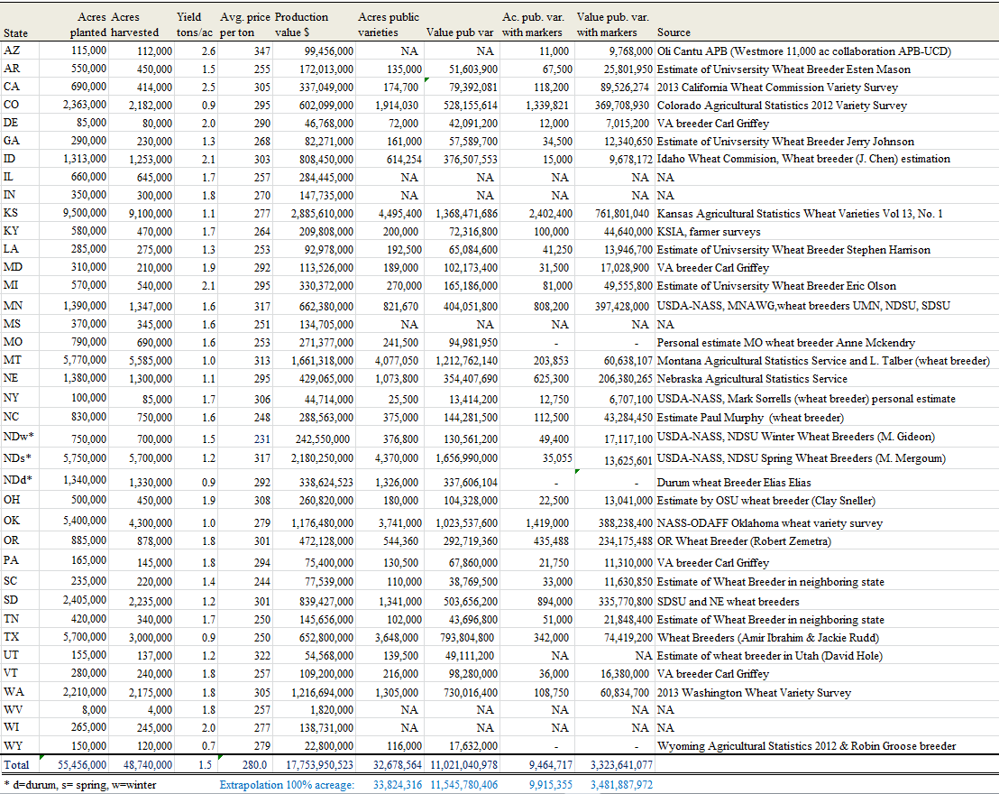 Acres Acres Yield Avg. price Production Acres public Ac. pub. var. Value pub. var.
State planted harvested tons/ac per ton value $ varieties Value pub var with markers with markers Source
AZ 115,000 112,000 2.6 347 99,456,000 NA NA 11,000 9,768,000 Oli Cantu APB (Westmore 11,000 ac collaboration APB-UCD)
AR 550,000 450,000 1.5 255 172,013,000 135,000 51,603,900 67,500 25,801,950 Estimate of Univsersity Wheat Breeder Esten Mason
CA 690,000 414,000 2.5 305 337,049,000 174,700 79,392,081 118,200 89,526,274 2013 California Wheat Commission Variety Survey
CO 2,363,000 2,182,000 0.9 295 602,099,000 1,914,030 528,155,614 1,339,821 369,708,930 Colorado Agricultural Statistics 2012 Variety Survey
DE 85,000 80,000 2.0 290 46,768,000 72,000 42,091,200 12,000 7,015,200 VA breeder Carl Griffey
GA 290,000 230,000 1.3 268 82,271,000 161,000 57,589,700 34,500 12,340,650 Estimate of Univsersity Wheat Breeder Jerry Johnson
ID 1,313,000 1,253,000 2.1 303 808,450,000 614,254 376,507,553 15,000 9,678,172 Idaho Wheat Commision, Wheat breeder (J. Chen) estimation
IL 660,000 645,000 1.7 257 284,445,000 NA NA NA NA NA
IN 350,000 300,000 1.8 270 147,735,000 NA NA NA NA NA
KS 9,500,000 9,100,000 1.1 277 2,885,610,000 4,495,400 1,368,471,686 2,402,400 761,801,040 Kansas Agricultural Statistics Wheat Varieties Vol 13, No. 1
KY 580,000 470,000 1.7 264 209,808,000 200,000 72,316,800 100,000 44,640,000 KSIA, farmer surveys
LA 285,000 275,000 1.3 253 92,978,000 192,500 65,084,600 41,250 13,946,700 Estimate of Univsersity Wheat Breeder Stephen Harrison
MD 310,000 210,000 1.9 292 113,526,000 189,000 102,173,400 31,500 17,028,900 VA breeder Carl Griffey
MI 570,000 540,000 2.1 295 330,372,000 270,000 165,186,000 81,000 49,555,800 Estimate of Univsersity Wheat Breeder Eric Olson
MN 1,390,000 1,347,000 1.6 317 662,380,000 821,670 404,051,800 808,200 397,428,000 USDA-NASS, MNAWG,wheat breeders UMN, NDSU, SDSU
MS 370,000 345,000 1.6 251 134,705,000 NA NA NA NA NA
MO 790,000 690,000 1.6 253 271,377,000 241,500 94,981,950 - - Personal estimate MO wheat breeder Anne Mckendry
MT 5,770,000 5,585,000 1.0 313 1,661,318,000 4,077,050 1,212,762,140 203,853 60,638,107 Montana Agricultural Statistics Service and L. Talber (wheat breeder)
NE 1,380,000 1,300,000 1.1 295 429,065,000 1,073,800 354,407,690 625,300 206,380,265 Nebraska Agricultural Statistics Service
NY 100,000 85,000 1.7 306 44,714,000 25,500 13,414,200 12,750 6,707,100 USDA-NASS, Mark Sorrells (wheat breeder) personal estimate
NC 830,000 750,000 1.6 248 288,563,000 375,000 144,281,500 112,500 43,284,450 Estimate Paul Murphy (wheat breeder)
NDw* 750,000 700,000 1.5 231 242,550,000 376,800 130,561,200 49,400 17,117,100 USDA-NASS, NDSU Winter Wheat Breeders (M. Gideon)
NDs* 5,750,000 5,700,000 1.2 317 2,180,250,000 4,370,000 1,656,990,000 35,055 13,625,601 USDA-NASS, NDSU Spring Wheat Breeders (M. Mergoum)
NDd* 1,340,000 1,330,000 0.9 292 338,624,523 1,326,000 337,606,104 - - Durum wheat Breeder Elias Elias
OH 500,000 450,000 1.9 308 260,820,000 180,000 104,328,000 22,500 13,041,000 Estimate by OSU wheat breeder (Clay Sneller)
OK 5,400,000 4,300,000 1.0 279 1,176,480,000 3,741,000 1,023,537,600 1,419,000 388,238,400 NASS-ODAFF Oklahoma wheat variety survey
OR 885,000 878,000 1.8 301 472,128,000 544,360 292,719,360 435,488 234,175,488 OR Wheat Breeder (Robert Zemetra)
PA 165,000 145,000 1.8 294 75,400,000 130,500 67,860,000 21,750 11,310,000 VA breeder Carl Griffey
SC 235,000 220,000 1.4 244 77,539,000 110,000 38,769,500 33,000 11,630,850 Estimate of Wheat Breeder in neighboring state
SD 2,405,000 2,235,000 1.2 301 839,427,000 1,341,000 503,656,200 894,000 335,770,800 SDSU and NE wheat breeders
TN 420,000 340,000 1.7 250 145,656,000 102,000 43,696,800 51,000 21,848,400 Estimate of Wheat Breeder in neighboring state
TX 5,700,000 3,000,000 0.9 250 652,800,000 3,648,000 793,804,800 342,000 74,419,200 Wheat Breeders (Amir Ibrahim & Jackie Rudd)
UT 155,000 137,000 1.2 322 54,568,000 139,500 49,111,200 NA NA Estimate of wheat breeder in Utah (David Hole)
VT 280,000 240,000 1.8 257 109,200,000 216,000 98,280,000 36,000 16,380,000 VA breeder Carl Griffey
WA 2,210,000 2,175,000 1.8 305 1,216,694,000 1,305,000 730,016,400 108,750 60,834,700 2013 Washington Wheat Variety Survey
WV 8,000 4,000 1.8 257 1,820,000 NA NA NA NA NA
WI 265,000 245,000 2.0 277 138,731,000 NA NA NA NA NA
WY 150,000 120,000 0.7 279 22,800,000 116,000 17,632,000 - - Wyoming Agricultural Statistics 2012 & Robin Groose breeder
Total 55,456,000 48,740,000 1.5 280.0 17,753,950,523 32,678,564 11,021,040,978 9,464,717 3,323,641,077
* d=durum, s= spring, w=winter Extrapolation 100% acreage: 33,824,316 11,545,780,406 9,915,355 3,481,887,972